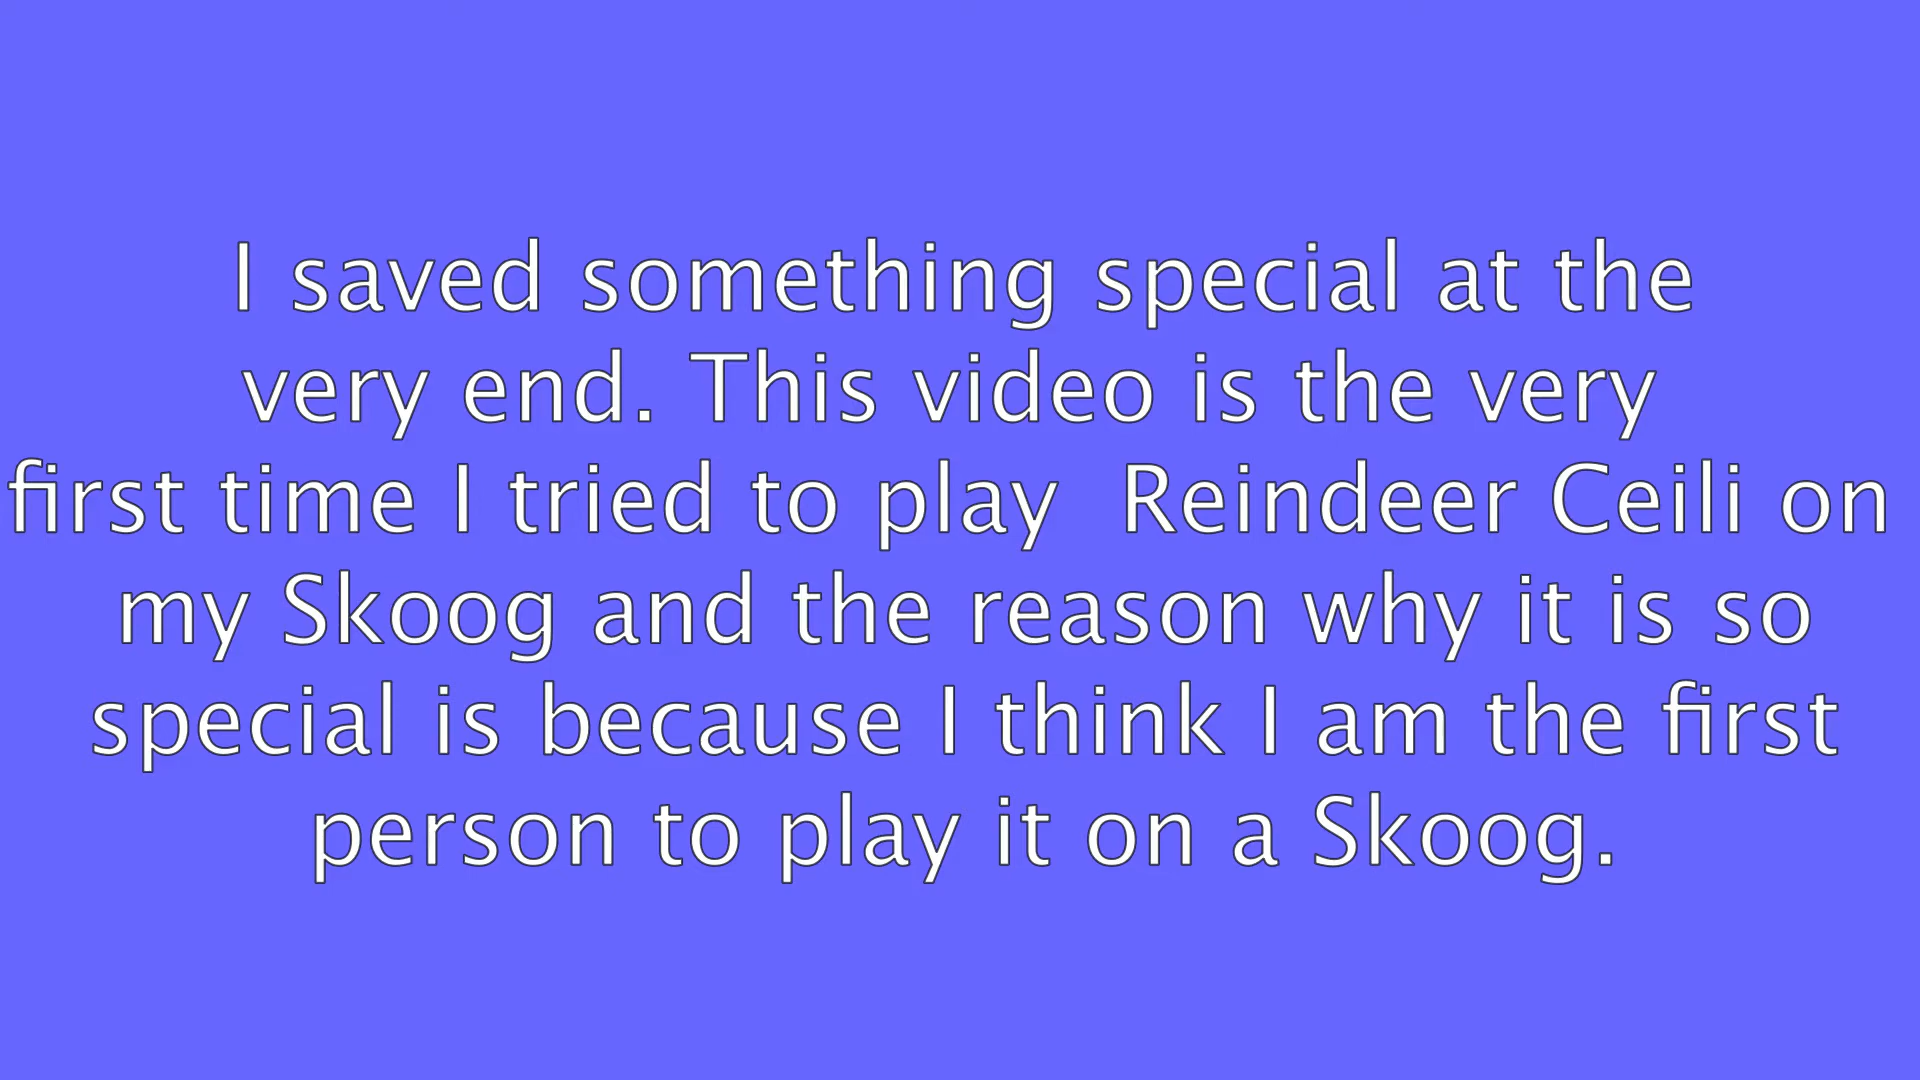 I saved something special at the
very end. This video is the very
first time I tried to play  Reindeer Ceili on
my Skoog and the reason why it is so
special is because I think I am the first
person to play it on a Skoog.